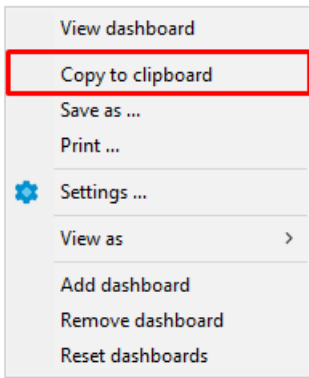 View dashboard
Copy to clipboard
Save as ...
Print ...
Settings ...
View as
Add dashboard
Remove dashboard
Reset dashboards